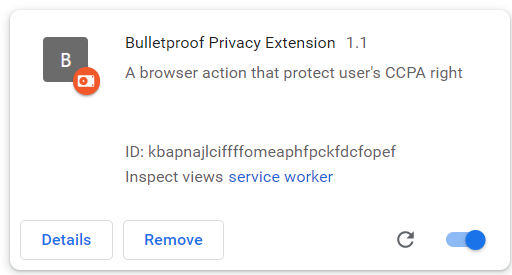 B
Bulletproof Privacy Extension 1.1
A browser action that protect user's CCPA right
ID: kbapnajlciffffomeaphfpckfdcfopef
Inspect views service worker
Details
Remove